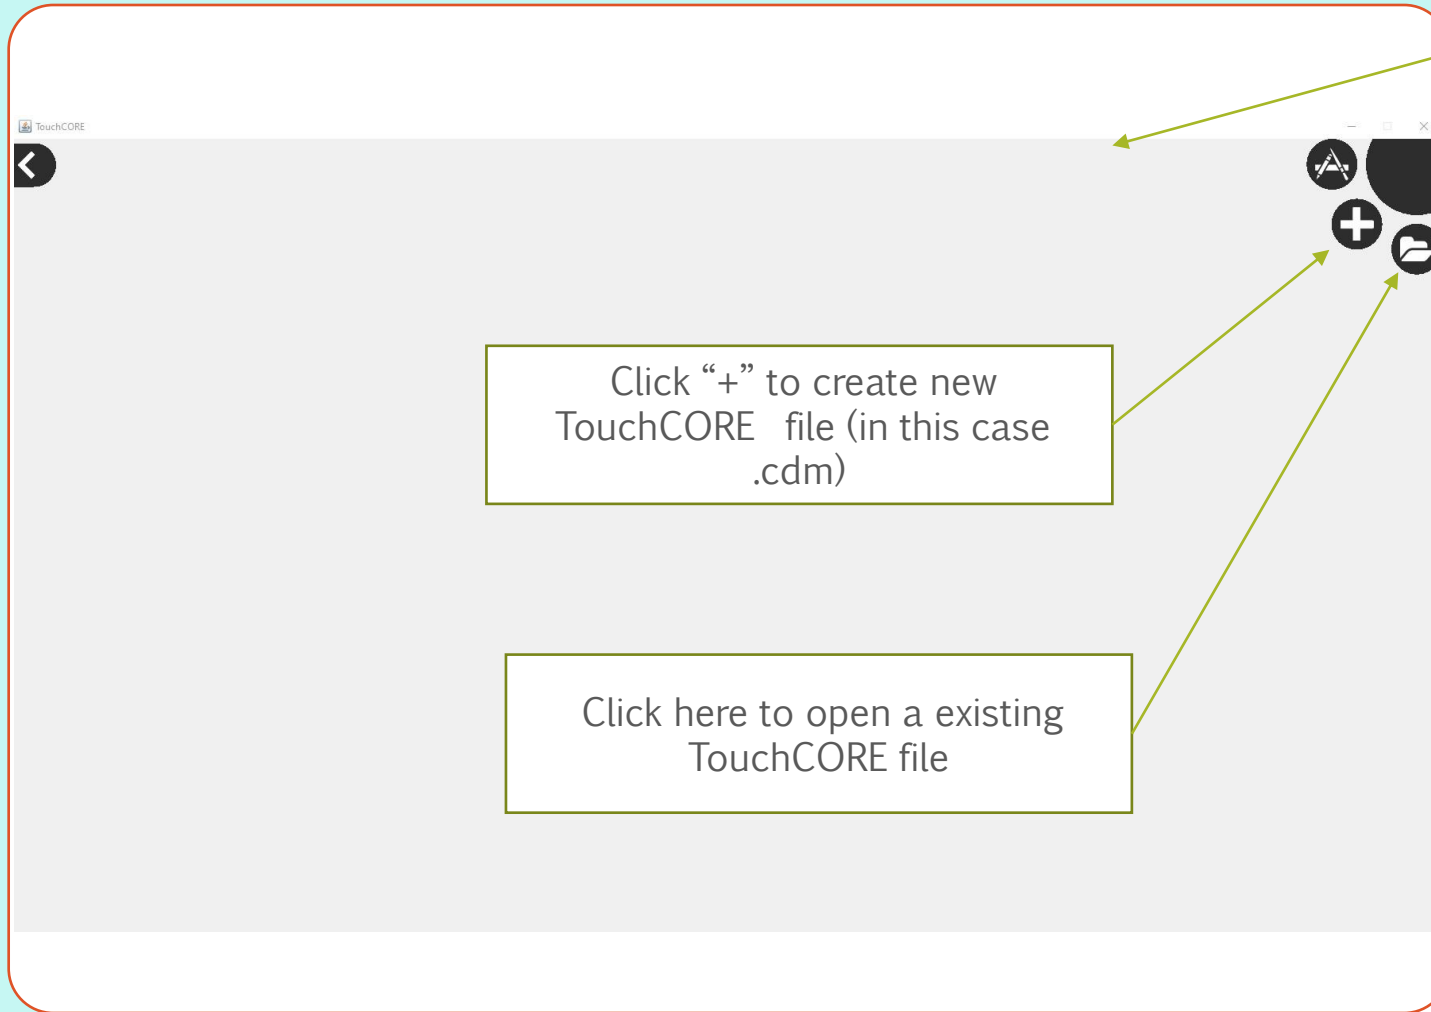 TouchCORE
Click “+” to create new
TouchCORE file (in this case
.cdm)
Click here to open a existing
TouchCORE file